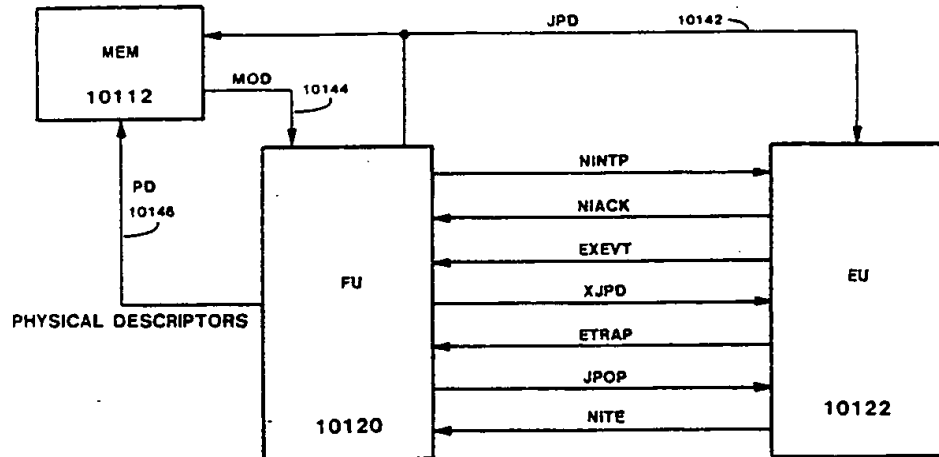 JPD
10142
MEM
10112
MOD
10144
PD
10146
PHYSICAL DESCRIPTORS
FU
10120
NINTP
NIACK
EXEVT
XJPD
ETRAP
JPOP
NITE
EU
10122